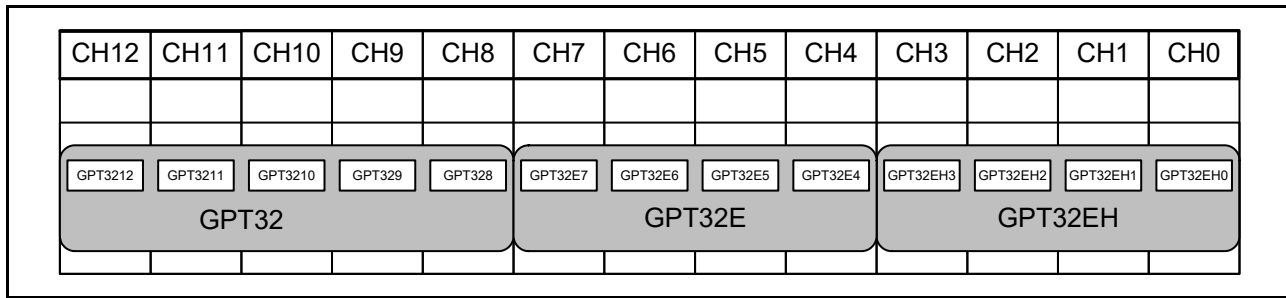 CH12 CH11 CH10 CH9 CH8 CH7 CH6 CH5 CH4 CH3 CH2 CH1 CH0
GPT3212 GPT3211 GPT3210 GPT329 GPT328 GPT32E7 GPT32E6 GPT32E5 GPT32E4 GPT32EH3 GPT32EH2 GPT32EH1 GPT32EH0
GPT32 GPT32E GPT32EH